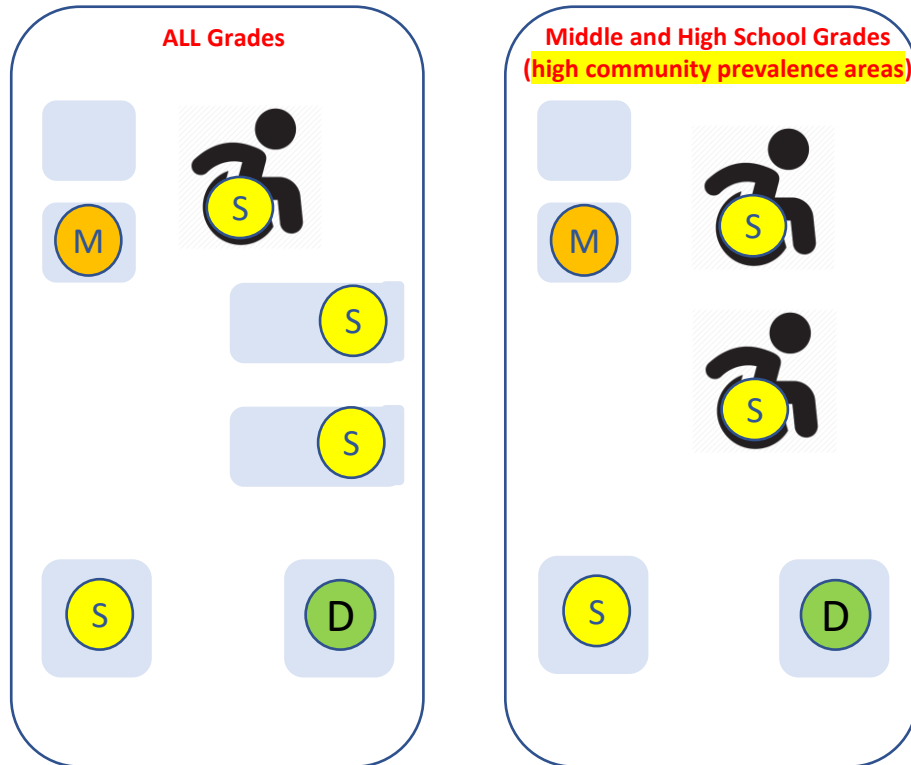 ALL Grades
S
M
S
S
S
D
Middle and High School Grades
(high community prevalence areas)
S
M
S
S
D